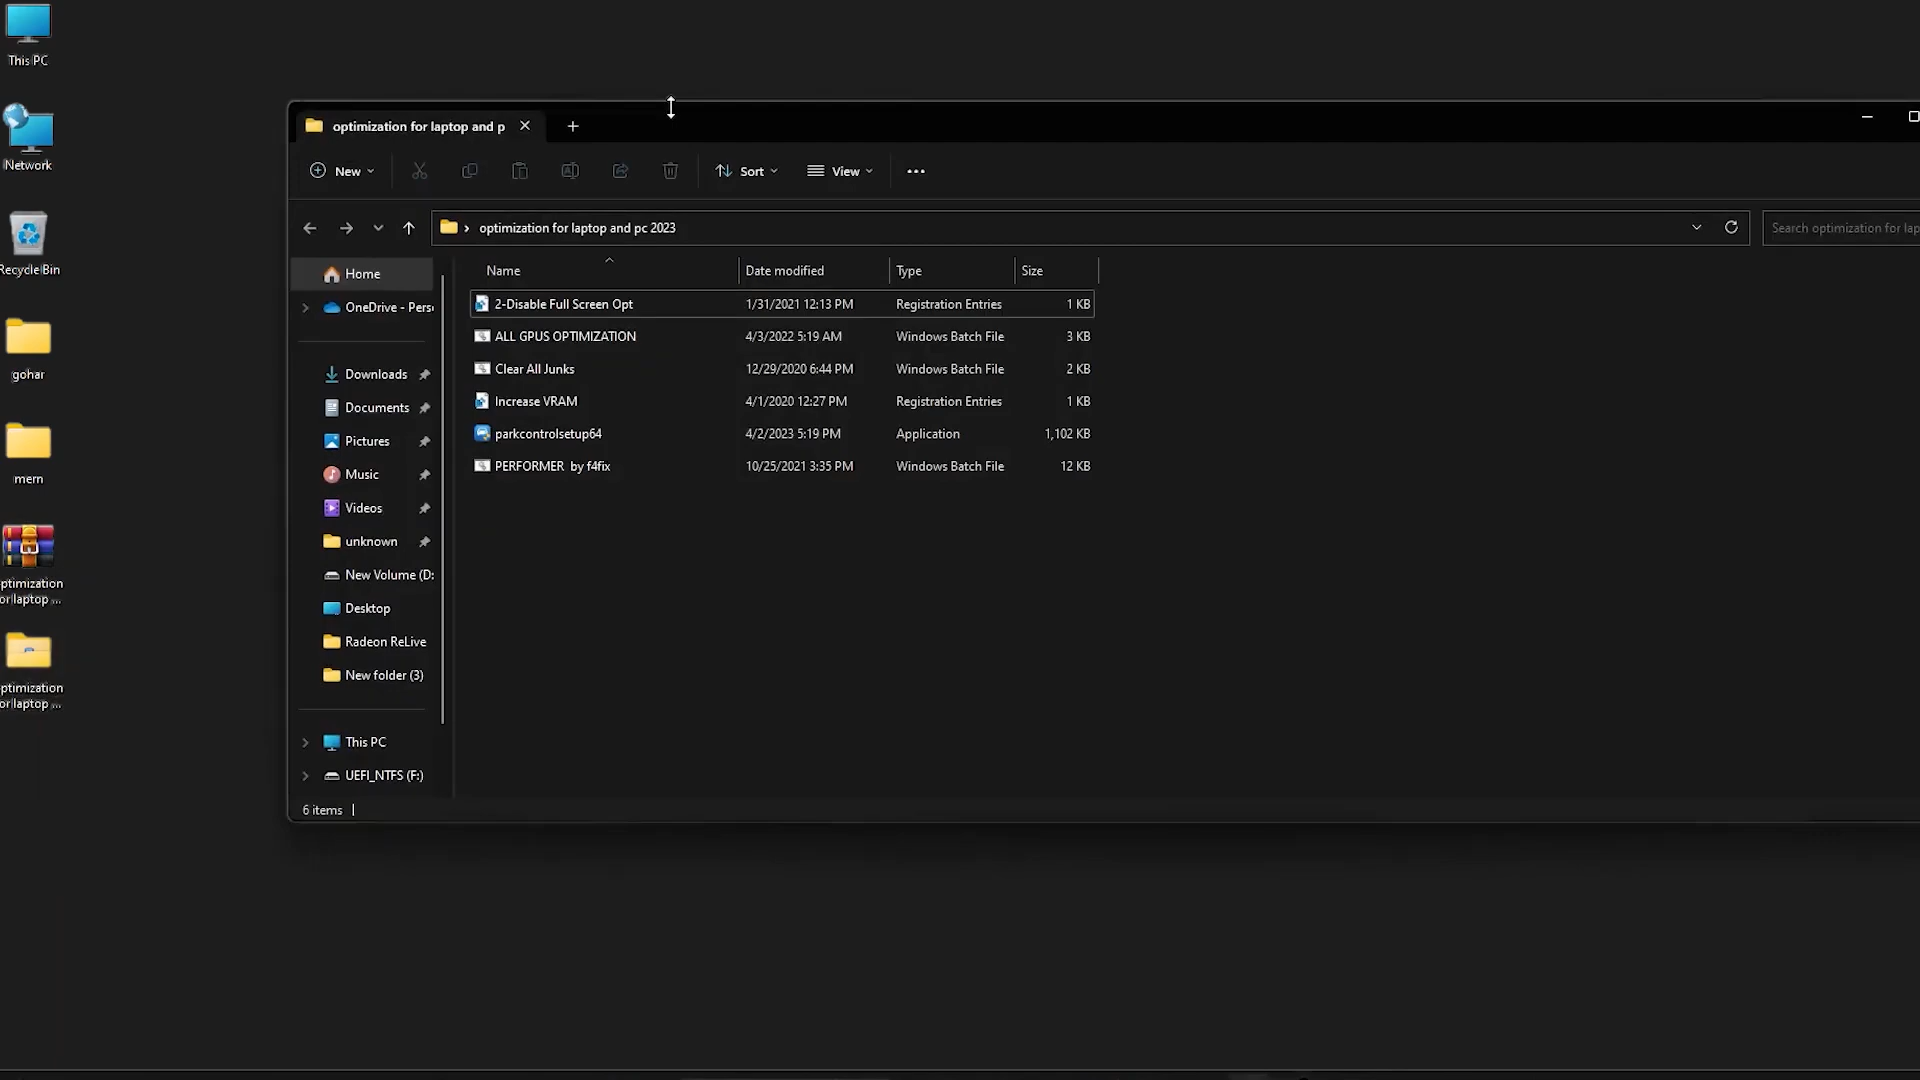 This PC
Network
Recycle Bin
gohar
mern
ptimization
or laptop ...
ptimization
or laptop ...
optimization for laptop and p
New
Sort
View
optimization for laptop and pc 2023
Search optimization for lap
Home
OneDrive - Pers
Downloads
Documents
Pictures
Music
Videos
unknown
New Volume (D:
Desktop
Radeon ReLive
New folder (3)
This PC
UEFI_NTFS (F:)
Name Date modified Type Size
2-Disable Full Screen Opt 1/31/2021 12:13 PM Registration Entries 1 KB
ALL GPUS OPTIMIZATION 4/3/2022 5:19 AM Windows Batch File 3 KB
Clear All Junks 12/29/2020 6:44 PM Windows Batch File 2 KB
Increase VRAM 4/1/2020 12:27 PM Registration Entries 1 KB
parkcontrolsetup64 4/2/2023 5:19 PM Application 1,102 KB
PERFORMER by f4fix 10/25/2021 3:35 PM Windows Batch File 12 KB
6 items